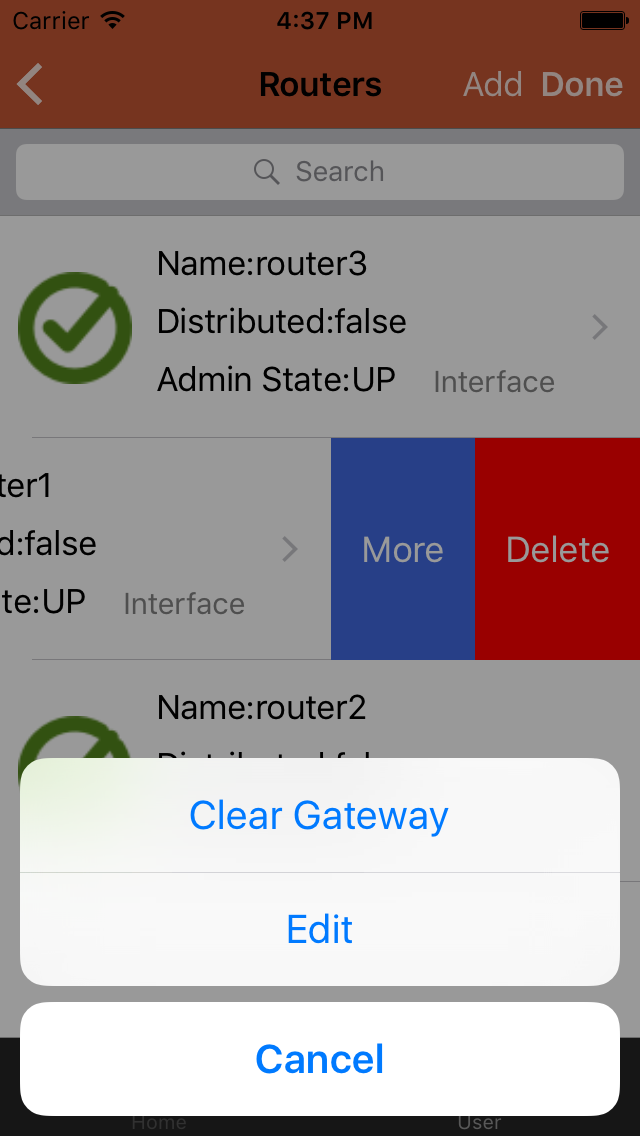 Carrier 4:37 PM
Routers Add Done
Search
Name:router3
Distributed:false
Admin State:UP Interface
ter1
d:false
te:UP Interface
More Delete
Name:router2
Clear Gateway
Edit
Cancel
Home User